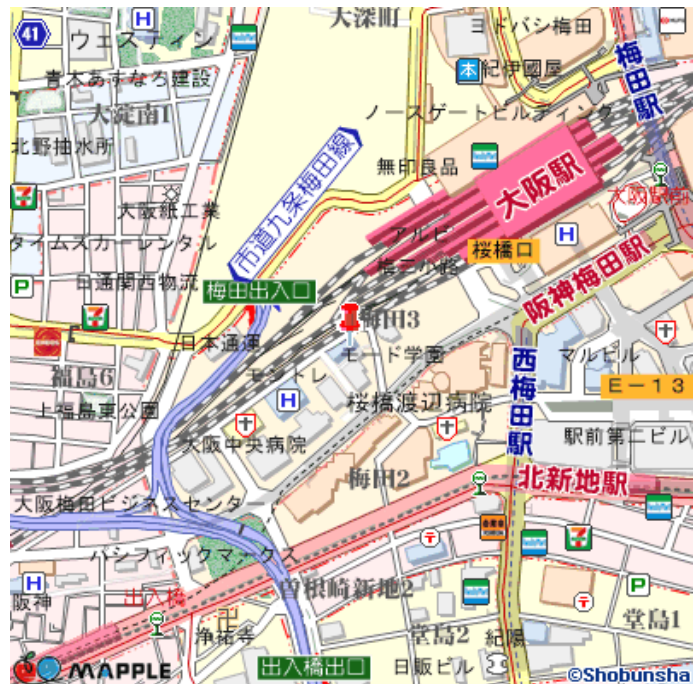 41
大深町
ヨドバシ梅田
ウェスティン
本 紀伊國屋
梅田駅
青木あすなろ建設
大淀南1
ノースゲートビルディング
北野抽水所
無印良品
市道九条梅田線
大阪駅
大阪紙工業
大阪駅前
アルビ
桜橋口
H
タイムズカーレンタル
梅三小路
阪神梅田駅
日通関西物流
P
梅田出入口
梅田3
日本通運
モード学園
西梅田駅
マルビル
福島6
モントレ
E-13
上福島東公園
H
桜橋渡辺病院
大阪中央病院
駅前第二ビル
梅田2
北新地駅
大阪梅田ビジネスセンター
パシフィックマークス
H
阪神
出入橋
曽根崎新地2
P
浄祐寺
堂島2
紀陽
堂島1
MAPPLE
出入橋出口
日販ビル
©Shobunsha